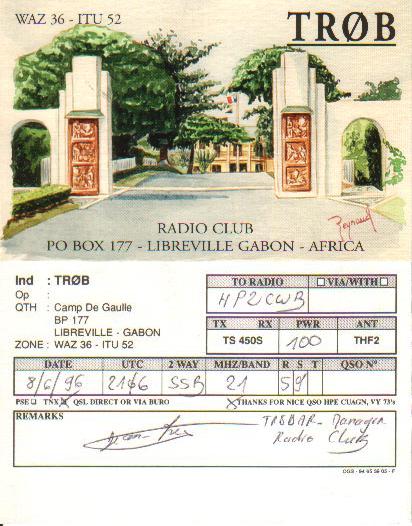 WAZ 36 - ITU 52
TRØB
Reynaud
RADIO CLUB
PO BOX 177 - LIBREVILLE GABON - AFRICA
Ind : TRØB
Op :
QTH : Camp De Gaulle
BP 177
LIBREVILLE - GABON
ZONE : WAZ 36 - ITU 52
TO RADIO □ VIA/WITH □
HP2CWB
TX RX PWR ANT
TS 450S 100 THF2
DATE UTC 2 WAY MHZ/BAND R S T QSO N°
8/6/96 2166 SSB 21 59
PSE □ TNX ☒ QSL DIRECT OR VIA BURO ☒ THANKS FOR NICE QSO HPE CUAGN, VY 73's
REMARKS
TRØBAR - Manager
Radio Club